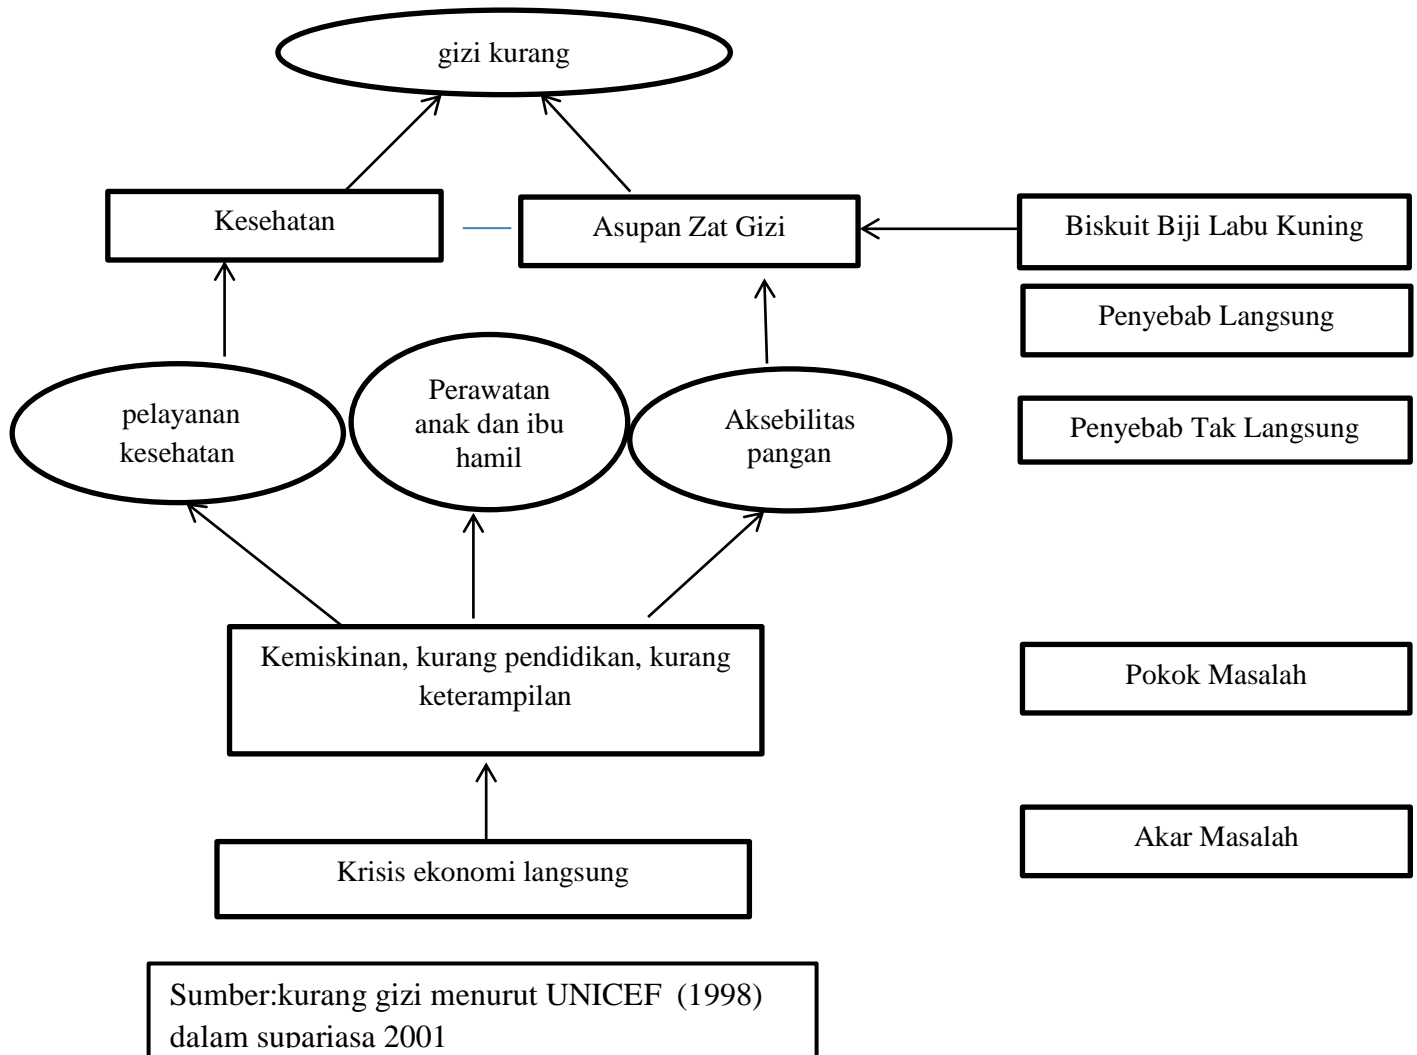 gizi kurang
Kesehatan
Asupan Zat Gizi
Biskuit Biji Labu Kuning
Penyebab Langsung
pelayanan
kesehatan
Perawatan
anak dan ibu
hamil
Aksebilitas
pangan
Penyebab Tak Langsung
Kemiskinan, kurang pendidikan, kurang
keterampilan
Pokok Masalah
Krisis ekonomi langsung
Akar Masalah
Sumber:kurang gizi menurut UNICEF (1998)
dalam supariasa 2001